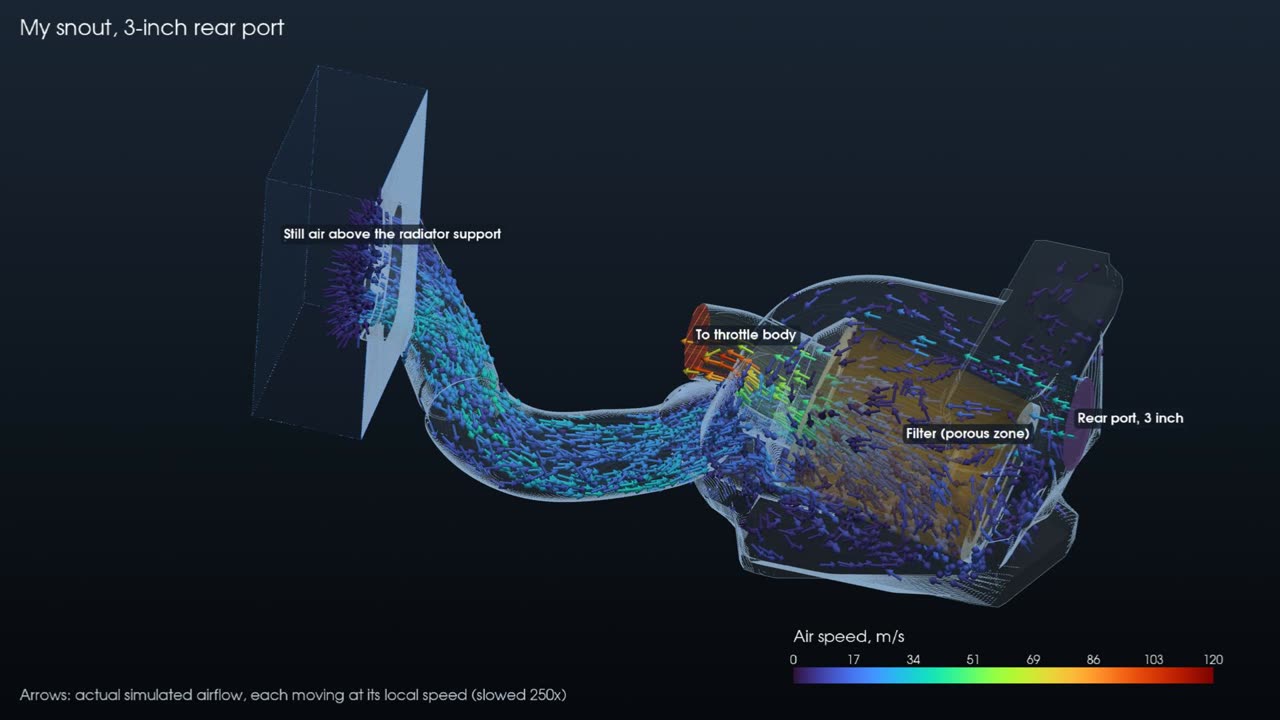 My snout, 3-inch rear port
Still air above the radiator support
To throttle body
Rear port, 3 inch
Filter (porous zone)
Air speed, m/s
0 17 34 51 69 86 103 120
Arrows: actual simulated airflow, each moving at its local speed (slowed 250x)